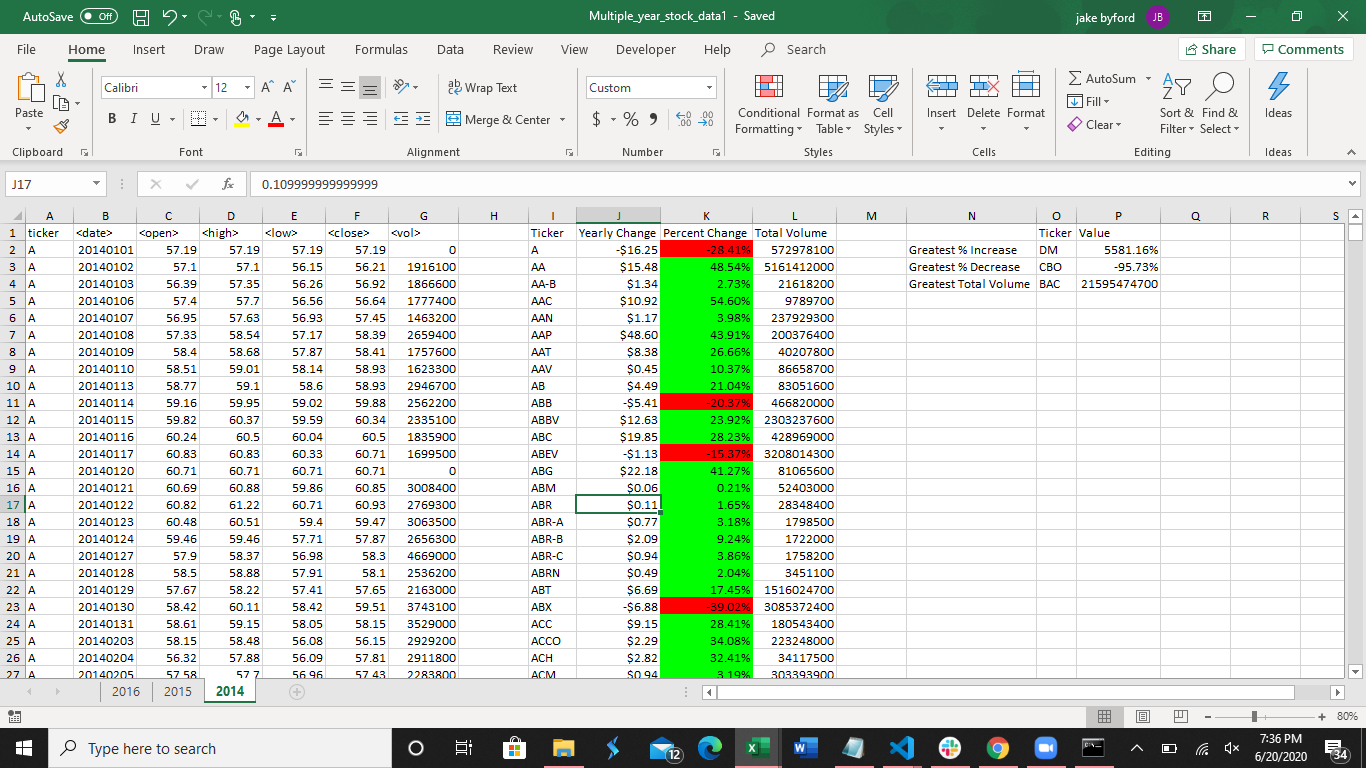 AutoSave Off Multiple_year_stock_data1 - Saved jake byford JB
File Home Insert Draw Page Layout Formulas Data Review View Developer Help Search Share Comments
Paste Calibri 12 A A Wrap Text Custom Conditional Formatting Format as Table Cell Styles Insert Delete Format AutoSum Fill Clear Sort & Filter Find & Select Ideas
B I U A Merge & Center $ % 9
Clipboard Font Alignment Number Styles Cells Editing Ideas
J17 fx 0.109999999999999
A B C D E F G H I J K L M N O P Q R S
1 ticker <date> <open> <high> <low> <close> <vol> Ticker Yearly Change Percent Change Total Volume Ticker Value
2 A 20140101 57.19 57.19 57.19 57.19 0 A -$16.25 -28.41% 572978100 Greatest % Increase DM 5581.16%
3 A 20140102 57.1 57.1 56.15 56.21 1916100 AA $15.48 48.54% 5161412000 Greatest % Decrease CBO -95.73%
4 A 20140103 56.39 57.35 56.26 56.92 1866600 AA-B $1.34 2.73% 21618200 Greatest Total Volume BAC 21595474700
5 A 20140106 57.4 57.7 56.56 56.64 1777400 AAC $10.92 54.60% 9789700
6 A 20140107 56.95 57.63 56.93 57.45 1463200 AAN $1.17 3.98% 237929300
7 A 20140108 57.33 58.54 57.17 58.39 2659400 AAP $48.60 43.91% 200376400
8 A 20140109 58.4 58.68 57.87 58.41 1757600 AAT $8.38 26.66% 40207800
9 A 20140110 58.51 59.01 58.14 58.93 1623300 AAV $0.45 10.37% 86658700
10 A 20140113 58.77 59.1 58.6 58.93 2946700 AB $4.49 21.04% 83051600
11 A 20140114 59.16 59.95 59.02 59.88 2562200 ABB -$5.41 -20.37% 466820000
12 A 20140115 59.82 60.37 59.59 60.34 2335100 ABBV $12.63 23.92% 2303237600
13 A 20140116 60.24 60.5 60.04 60.5 1835900 ABC $19.85 28.23% 428969000
14 A 20140117 60.83 60.83 60.33 60.71 1699500 ABEV -$1.13 -15.37% 3208014300
15 A 20140120 60.71 60.71 60.71 60.71 0 ABG $22.18 41.27% 81065600
16 A 20140121 60.69 60.88 59.86 60.85 3008400 ABM $0.06 0.21% 52403000
17 A 20140122 60.82 61.22 60.71 60.93 2769300 ABR $0.11 1.65% 28348400
18 A 20140123 60.48 60.51 59.4 59.47 3063500 ABR-A $0.77 3.18% 1798500
19 A 20140124 59.46 59.46 57.71 57.87 2656300 ABR-B $2.09 9.24% 1722000
20 A 20140127 57.9 58.37 56.98 58.3 4669000 ABR-C $0.94 3.86% 1758200
21 A 20140128 58.5 58.88 57.91 58.1 2536200 ABRN $0.49 2.04% 3451100
22 A 20140129 57.67 58.22 57.41 57.65 2163000 ABT $6.69 17.45% 1516024700
23 A 20140130 58.42 60.11 58.42 59.51 3743100 ABX -$6.88 -39.02% 3085372400
24 A 20140131 58.61 59.15 58.05 58.15 3529000 ACC $9.15 28.41% 180543400
25 A 20140203 58.15 58.48 56.08 56.15 2929200 ACCO $2.29 34.08% 223248000
26 A 20140204 56.32 57.88 56.09 57.81 2911800 ACH $2.82 32.41% 34117500
27 A 20140205 57.58 57.7 56.96 57.43 2283800 ACM $0.94 3.19% 303393900
2016 2015 2014
80%
Type here to search 12 7:36 PM
6/20/2020 34